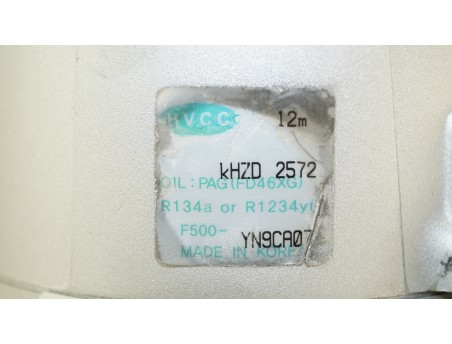 HVCC 12m
kHZD 2572
OIL: PAG(FD46XG)
R134a or R1234yf
F500- YN9CA07
MADE IN KOREA